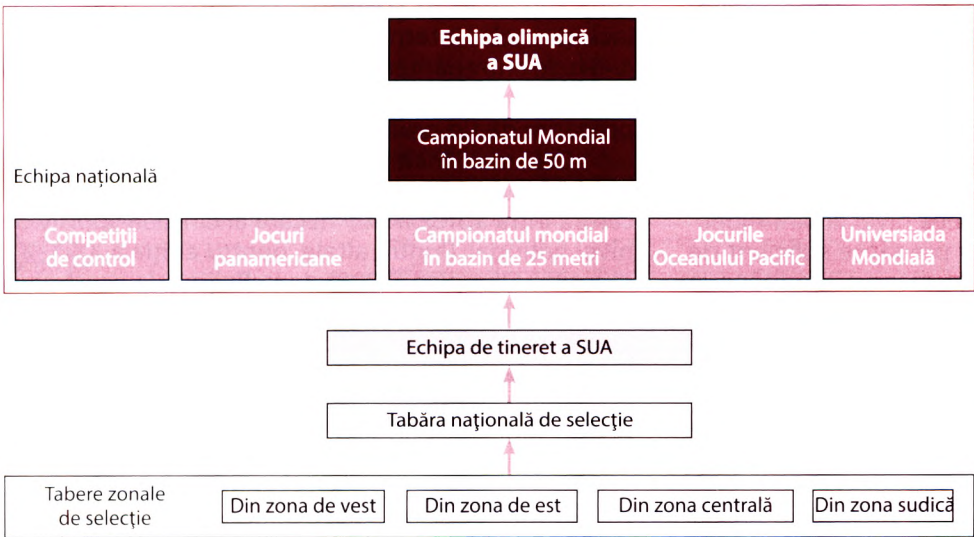 Echipa olimpică
a SUA
Campionatul Mondial
în bazin de 50 m
Echipa națională
Competiții
de control
Jocuri
panamericane
Campionatul mondial
în bazin de 25 metri
Jocurile
Oceanului Pacific
Universiada
Mondială
Echipa de tineret a SUA
Tabăra națională de selecție
Tabere zonale
de selecție
Din zona de vest
Din zona de est
Din zona centrală
Din zona sudică